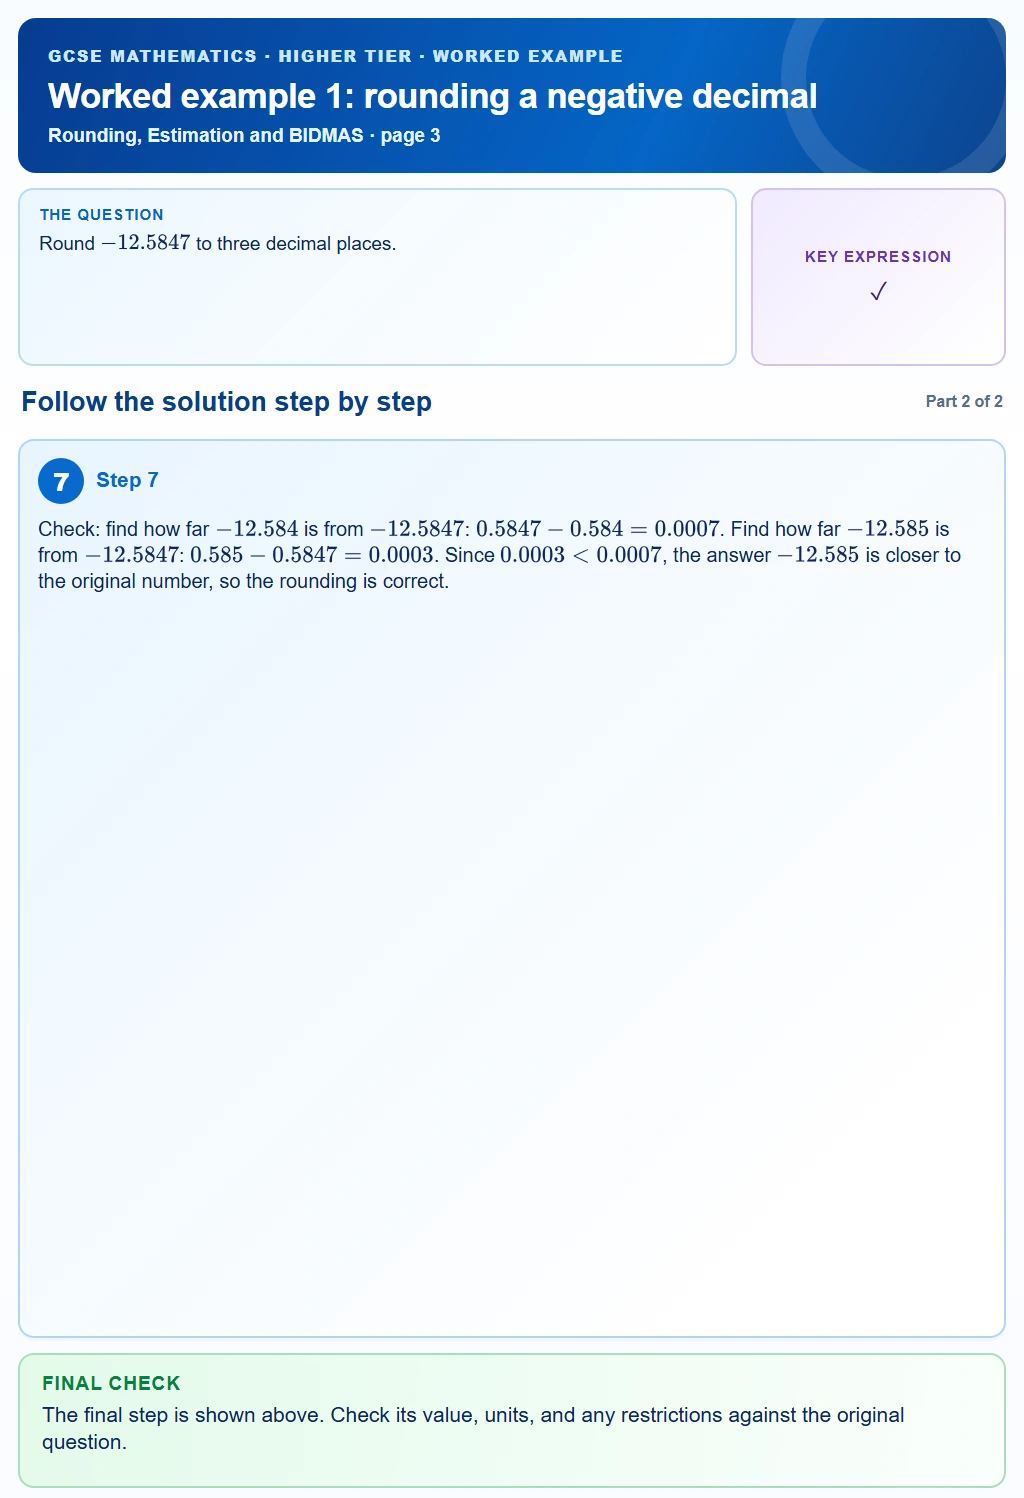 GCSE MATHEMATICS · HIGHER TIER · WORKED EXAMPLE
Worked example 1: rounding a negative decimal
Rounding, Estimation and BIDMAS · page 3
THE QUESTION
Round −12.5847 to three decimal places.
KEY EXPRESSION
✓
Follow the solution step by step
Part 2 of 2
7 Step 7
Check: find how far −12.584 is from −12.5847: 0.5847 − 0.584 = 0.0007. Find how far −12.585 is
from −12.5847: 0.585 − 0.5847 = 0.0003. Since 0.0003 < 0.0007, the answer −12.585 is closer to
the original number, so the rounding is correct.
FINAL CHECK
The final step is shown above. Check its value, units, and any restrictions against the original
question.